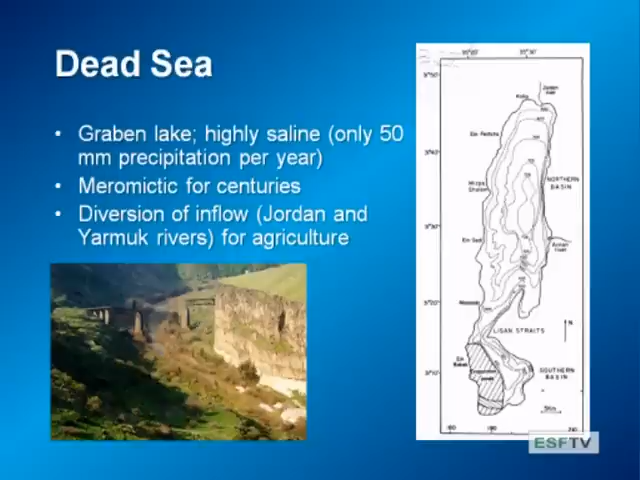 Dead Sea
• Graben lake; highly saline (only 50
mm precipitation per year)
• Meromictic for centuries
• Diversion of inflow (Jordan and
Yarmuk rivers) for agriculture
NORTHERN
BASIN
LISAN STRAITS
N
SOUTHERN
BASIN
5km
ESFTV